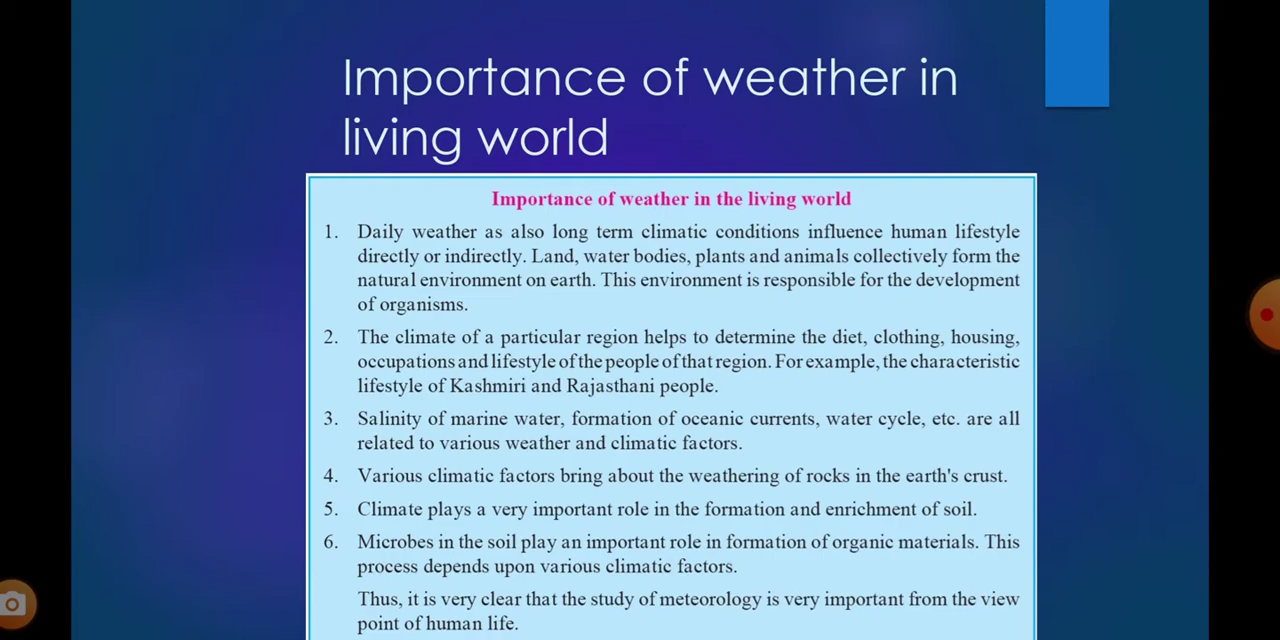 Importance of weather in
living world
Importance of weather in the living world
1. Daily weather as also long term climatic conditions influence human lifestyle
directly or indirectly. Land, water bodies, plants and animals collectively form the
natural environment on earth. This environment is responsible for the development
of organisms.
2. The climate of a particular region helps to determine the diet, clothing, housing,
occupations and lifestyle of the people of that region. For example, the characteristic
lifestyle of Kashmiri and Rajasthani people.
3. Salinity of marine water, formation of oceanic currents, water cycle, etc. are all
related to various weather and climatic factors.
4. Various climatic factors bring about the weathering of rocks in the earth's crust.
5. Climate plays a very important role in the formation and enrichment of soil.
6. Microbes in the soil play an important role in formation of organic materials. This
process depends upon various climatic factors.
Thus, it is very clear that the study of meteorology is very important from the view
point of human life.